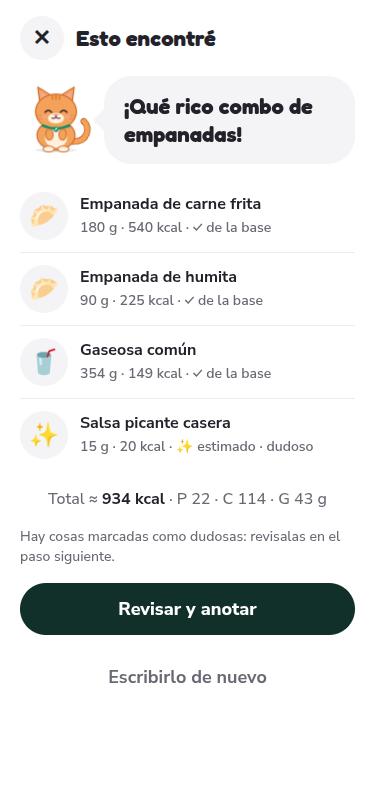 ✕ Esto encontré
¡Qué rico combo de
empanadas!
Empanada de carne frita
180 g · 540 kcal · ✓ de la base
Empanada de humita
90 g · 225 kcal · ✓ de la base
Gaseosa común
354 g · 149 kcal · ✓ de la base
Salsa picante casera
15 g · 20 kcal · ✨ estimado · dudoso
Total ≈ 934 kcal · P 22 · C 114 · G 43 g
Hay cosas marcadas como dudosas: revisalas en el
paso siguiente.
Revisar y anotar
Escribirlo de nuevo